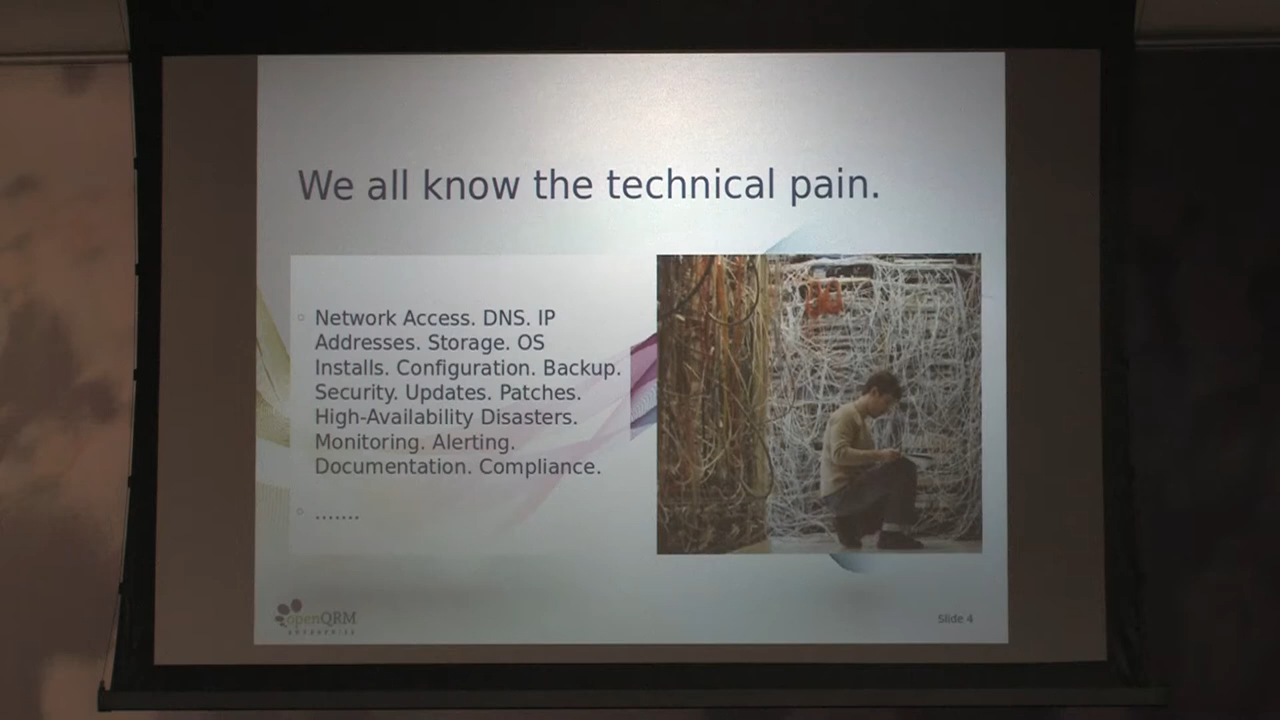 We all know the technical pain.
Network Access. DNS. IP
Addresses. Storage. OS
Installs. Configuration. Backup.
Security. Updates. Patches.
High-Availability Disasters.
Monitoring. Alerting.
Documentation. Compliance.
.......
openQRM
ENTERPRISE
Slide 4